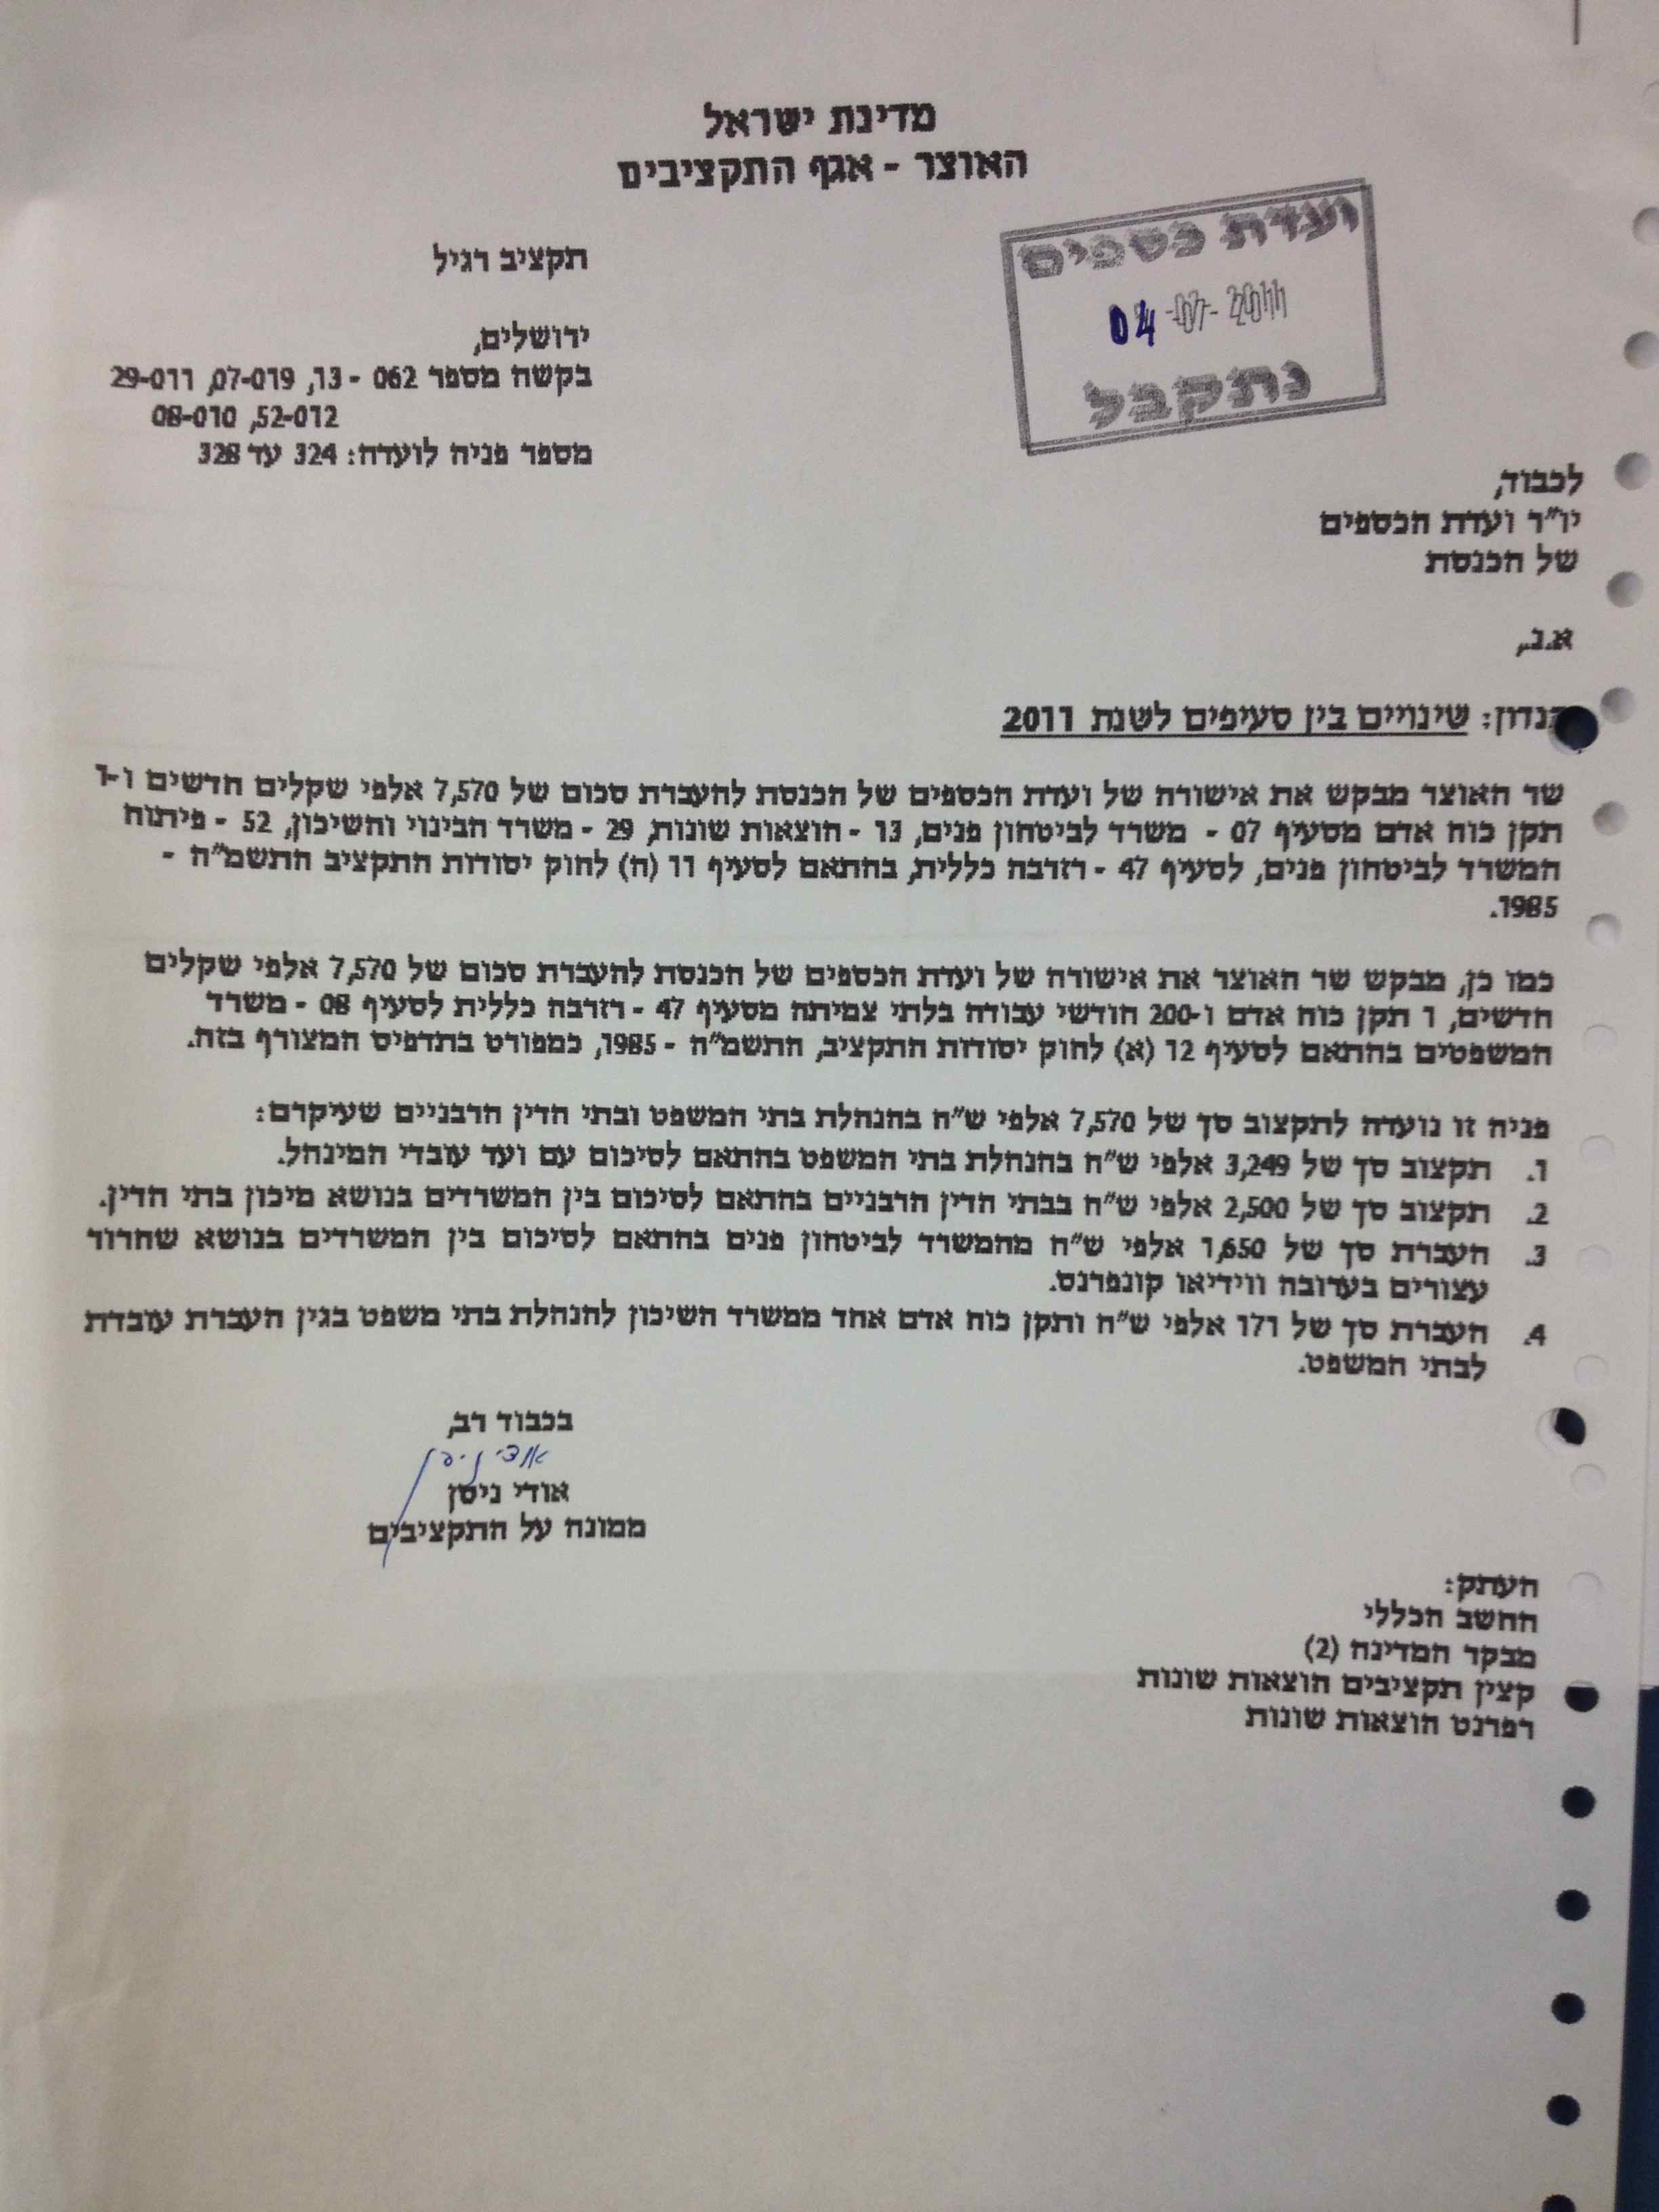 מדינת ישראל
האוצר - אגף התקציבים
ועדת כספים
04 -07- 2011
נתקבל
תקציב רגיל
ירושלים,
בקשה מספר 062 - 13, 07-019, 29-011
52-012, 08-010
מספר פניה לועדה: 324 עד 328
לכבוד,
יו"ר ועדת הכספים
של הכנסת
א.נ.,
הנדון: שינויים בין סעיפים לשנת 2011
שר האוצר מבקש את אישורה של ועדת הכספים של הכנסת להעברת סכום של 7,570 אלפי שקלים חדשים ו-1
תקן כוח אדם מסעיף 07 - משרד לביטחון פנים, 13 - הוצאות שונות, 29 - משרד הבינוי והשיכון, 52 - פיתוח
המשרד לביטחון פנים, לסעיף 47 - רזרבה כללית, בהתאם לסעיף 11 (ח) לחוק יסודות התקציב התשמ"ה -
1985.
כמו כן, מבקש שר האוצר את אישורה של ועדת הכספים של הכנסת להעברת סכום של 7,570 אלפי שקלים
חדשים, 1 תקן כוח אדם ו-200 חודשי עבודה בלתי צמיתה מסעיף 47 - רזרבה כללית לסעיף 08 - משרד
המשפטים בהתאם לסעיף 12 (א) לחוק יסודות התקציב, התשמ"ה - 1985, כמפורט בתדפיס המצורף בזה.
פניה זו נועדה לתקצוב סך של 7,570 אלפי ש"ח בהנהלת בתי המשפט ובתי הדין הרבניים שעיקרם:
1. תקצוב סך של 3,249 אלפי ש"ח בהנהלת בתי המשפט בהתאם לסיכום עם ועד עובדי המינהל.
2. תקצוב סך של 2,500 אלפי ש"ח בבתי הדין הרבניים בהתאם לסיכום בין המשרדים בנושא מיכון בתי הדין.
3. העברת סך של 1,650 אלפי ש"ח מהמשרד לביטחון פנים בהתאם לסיכום בין המשרדים בנושא שחרור
עצורים בערובה ווידיאו קונפרנס.
4. העברת סך של 171 אלפי ש"ח ותקן כוח אדם אחד ממשרד השיכון להנהלת בתי משפט בגין העברת עובדת
לבתי המשפט.
בכבוד רב,
אודי ניסן
אודי ניסן
ממונה על התקציבים
העתק:
החשב הכללי
מבקר המדינה (2)
קצין תקציבים הוצאות שונות
רפרנט הוצאות שונות